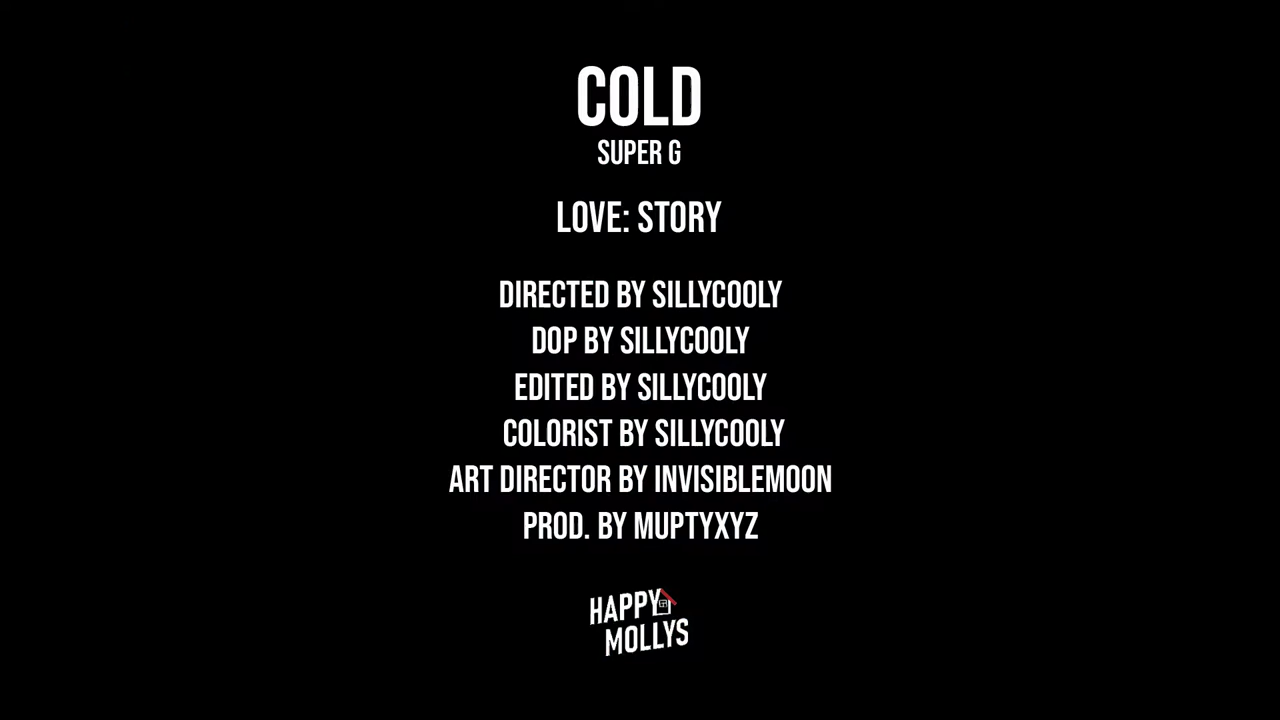 COLD
SUPER G
LOVE: STORY
DIRECTED BY SILLYCOOLY
DOP BY SILLYCOOLY
EDITED BY SILLYCOOLY
COLORIST BY SILLYCOOLY
ART DIRECTOR BY INVISIBLEMOON
PROD. BY MUPTYXYZ
HAPPY
MOLLYS